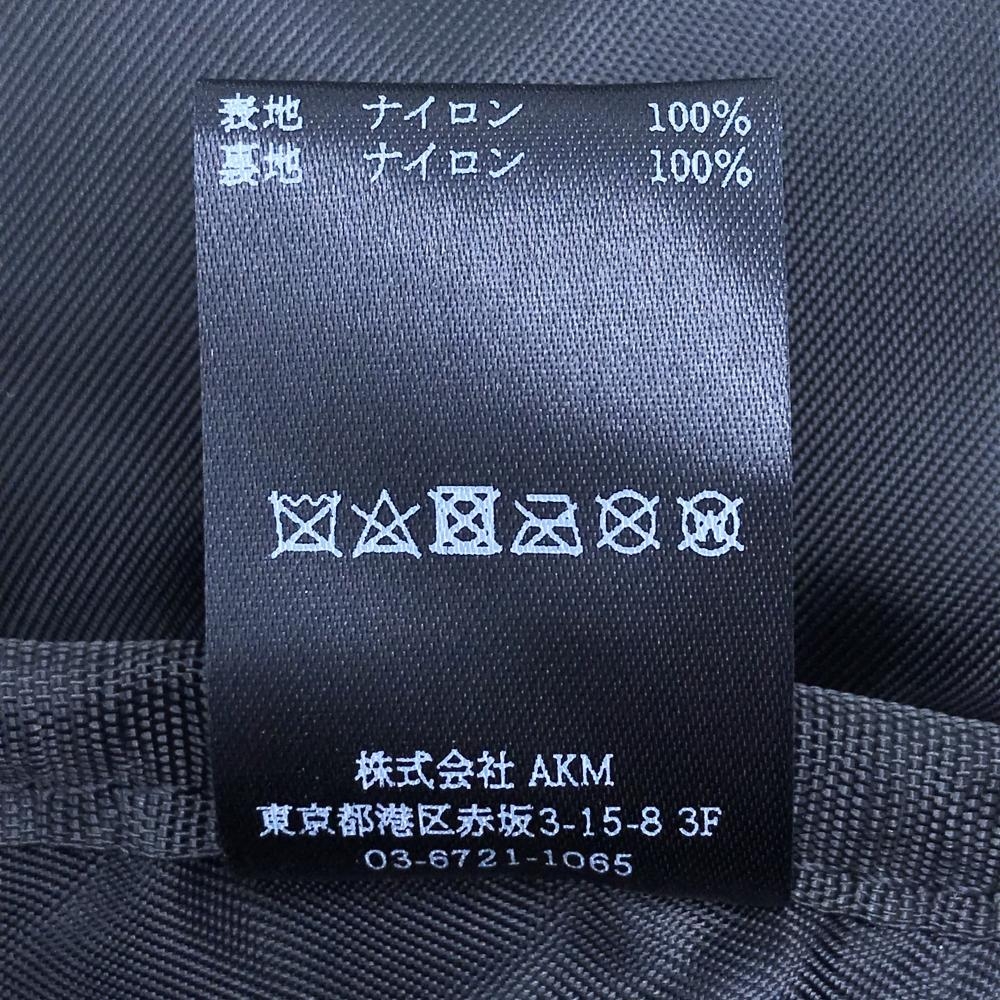 表地 ナイロン 100%
裏地 ナイロン 100%
W
株式会社 AKM
東京都港区赤坂3-15-8 3F
03-6721-1065